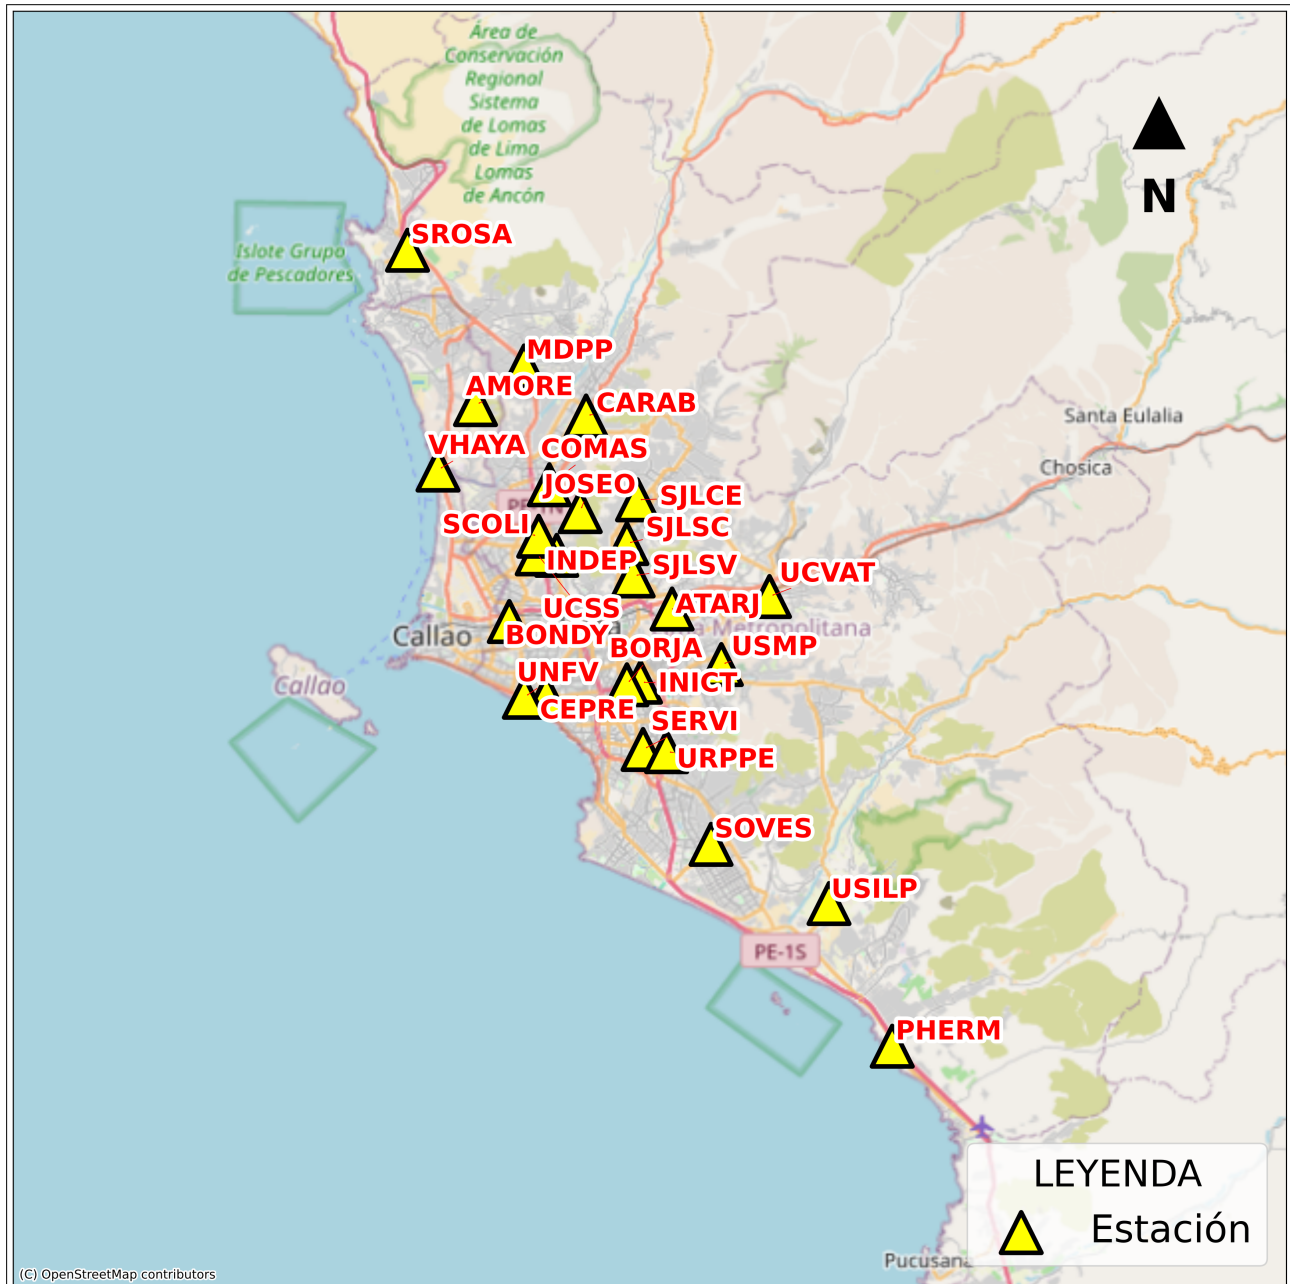 Área de
Conservación
Regional
Sistema
de Lomas
de Lima
Lomas
de Ancón
N
SROSA
Islote Grupo
de Pescadores
MDPP
AMORE
CARAB
Santa Eulalia
VHAYA
COMAS
Chosica
JOSEO
SJLCE
SCOLI
SJLSC
INDEP
SJLSV
UCVAT
UCSS
ATARJ
Callao
BONDY
Metropolitana
BORJA
USMP
UNFV
INICT
Callao
CEPRE
SERVI
URPPE
SOVES
USILP
PE-1S
PHERM
LEYENDA
Estación
Pucusana
(C) OpenStreetMap contributors